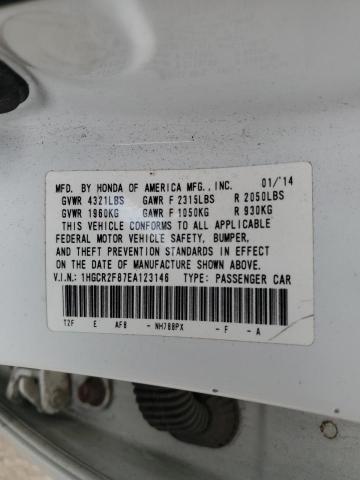 MFD. BY HONDA OF AMERICA MFG., INC. 01/'14
GVWR 4321LBS GAWR F 2315LBS R 2050LBS
GVWR 1960KG GAWR F 1050KG R 930KG
THIS VEHICLE CONFORMS TO ALL APPLICABLE
FEDERAL MOTOR VEHICLE SAFETY, BUMPER,
AND THEFT PREVENTION STANDARDS IN EFFECT
ON THE DATE OF MANUFACTURE SHOWN ABOVE.
V.I.N.: 1HGCR2F87EA123146 TYPE: PASSENGER CAR
T2F E AF8 - NH788PX - F - A